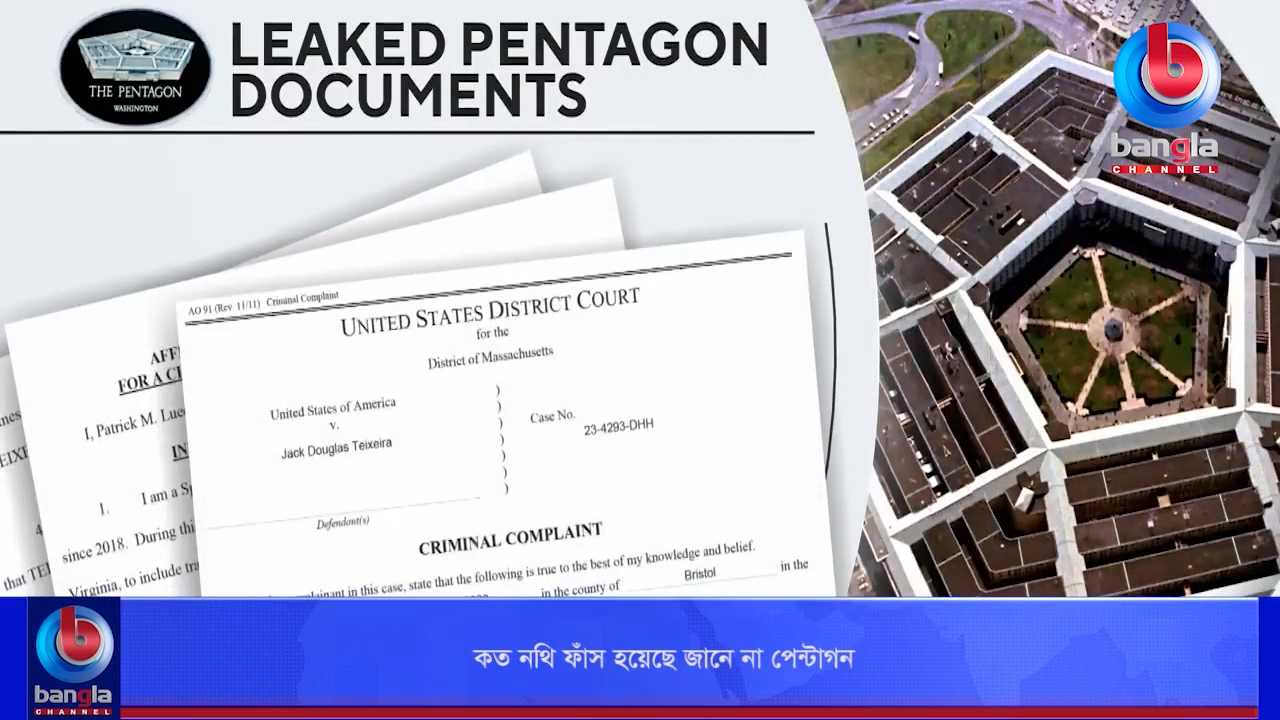 THE PENTAGON
WASHINGTON
LEAKED PENTAGON
DOCUMENTS
bangla
CHANNEL
AO 91 (Rev. 11/11) Criminal Complaint
UNITED STATES DISTRICT COURT
for the
District of Massachusetts
United States of America
v.
Jack Douglas Teixeira
Case No.
23-4293-DHH
Defendant(s)
CRIMINAL COMPLAINT
in this case, state that the following is true to the best of my knowledge and belief.
in the county of Bristol in the
FOR A
I, Patrick M.
1. I am a
since 2018. During
Virginia, to include
that
কত নথি ফাঁস হয়েছে জানে না পেন্টাগন
bangla
CHANNEL